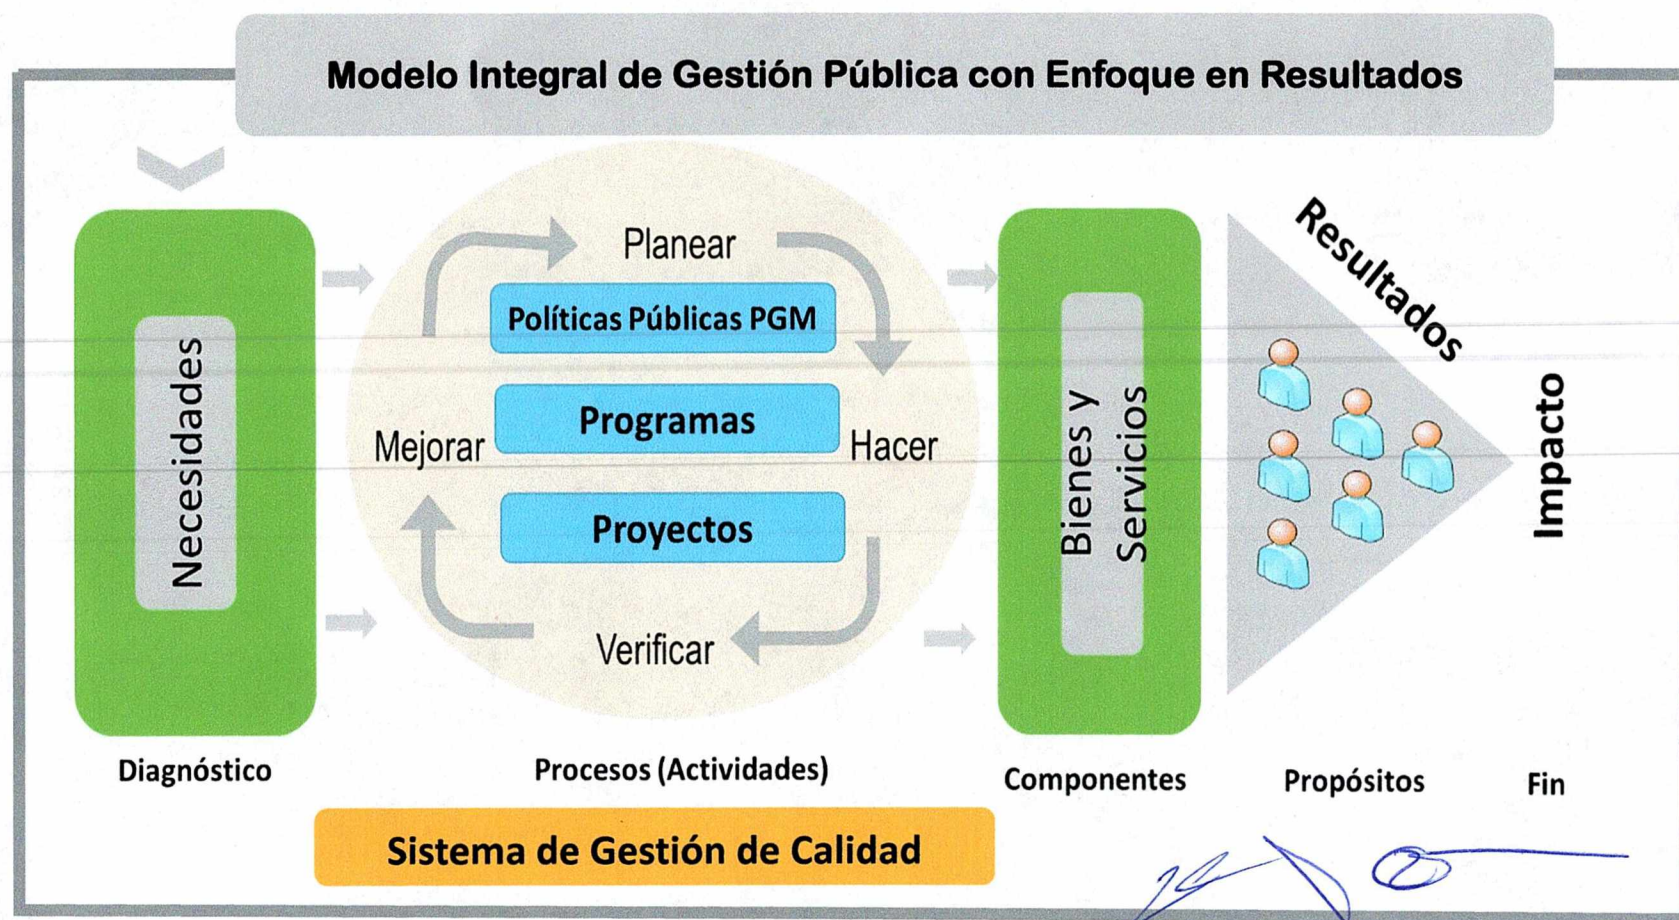 Modelo Integral de Gestión Pública con Enfoque en Resultados
Necesidades
Planear
Políticas Públicas PGM
Programas
Mejorar
Hacer
Proyectos
Verificar
Bienes y
Servicios
Resultados
Impacto
Diagnóstico
Procesos (Actividades)
Componentes
Propósitos
Fin
Sistema de Gestión de Calidad